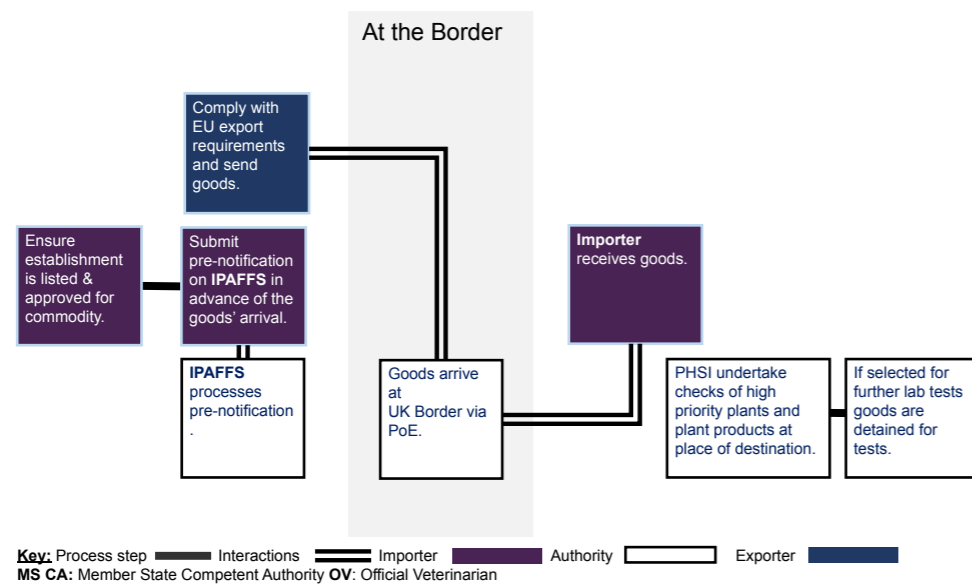 At the Border
Comply with
EU export
requirements
and send
goods.
Ensure
establishment
is listed &
approved for
commodity.
Submit
pre-notification
on IPAFFS in
advance of the
goods' arrival.
Importer
receives goods.
IPAFFS
processes
pre-notification
.
Goods arrive
at
UK Border via
PoE.
PHSI undertake
checks of high
priority plants and
plant products at
place of destination.
If selected for
further lab tests
goods are
detained for
tests.
Key: Process step Interactions Importer Authority Exporter
MS CA: Member State Competent Authority OV: Official Veterinarian